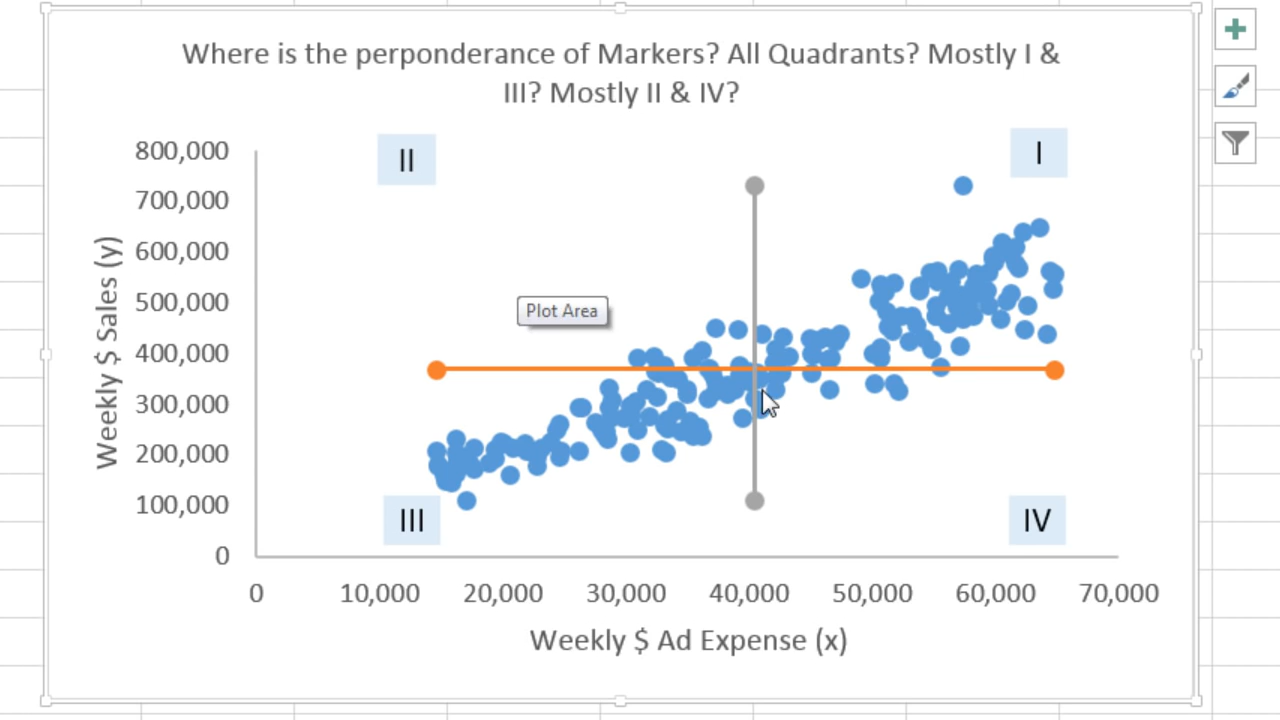 Where is the perponderance of Markers? All Quadrants? Mostly I &
III? Mostly II & IV?
II
I
800,000
700,000
600,000
500,000
400,000
300,000
200,000
100,000
0
Weekly $ Sales (y)
Plot Area
III
IV
0 10,000 20,000 30,000 40,000 50,000 60,000 70,000
Weekly $ Ad Expense (x)